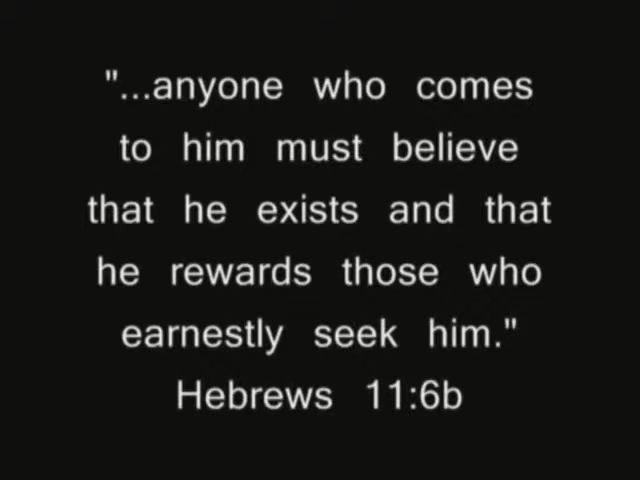 "...anyone who comes
to him must believe
that he exists and that
he rewards those who
earnestly seek him."
Hebrews 11:6b